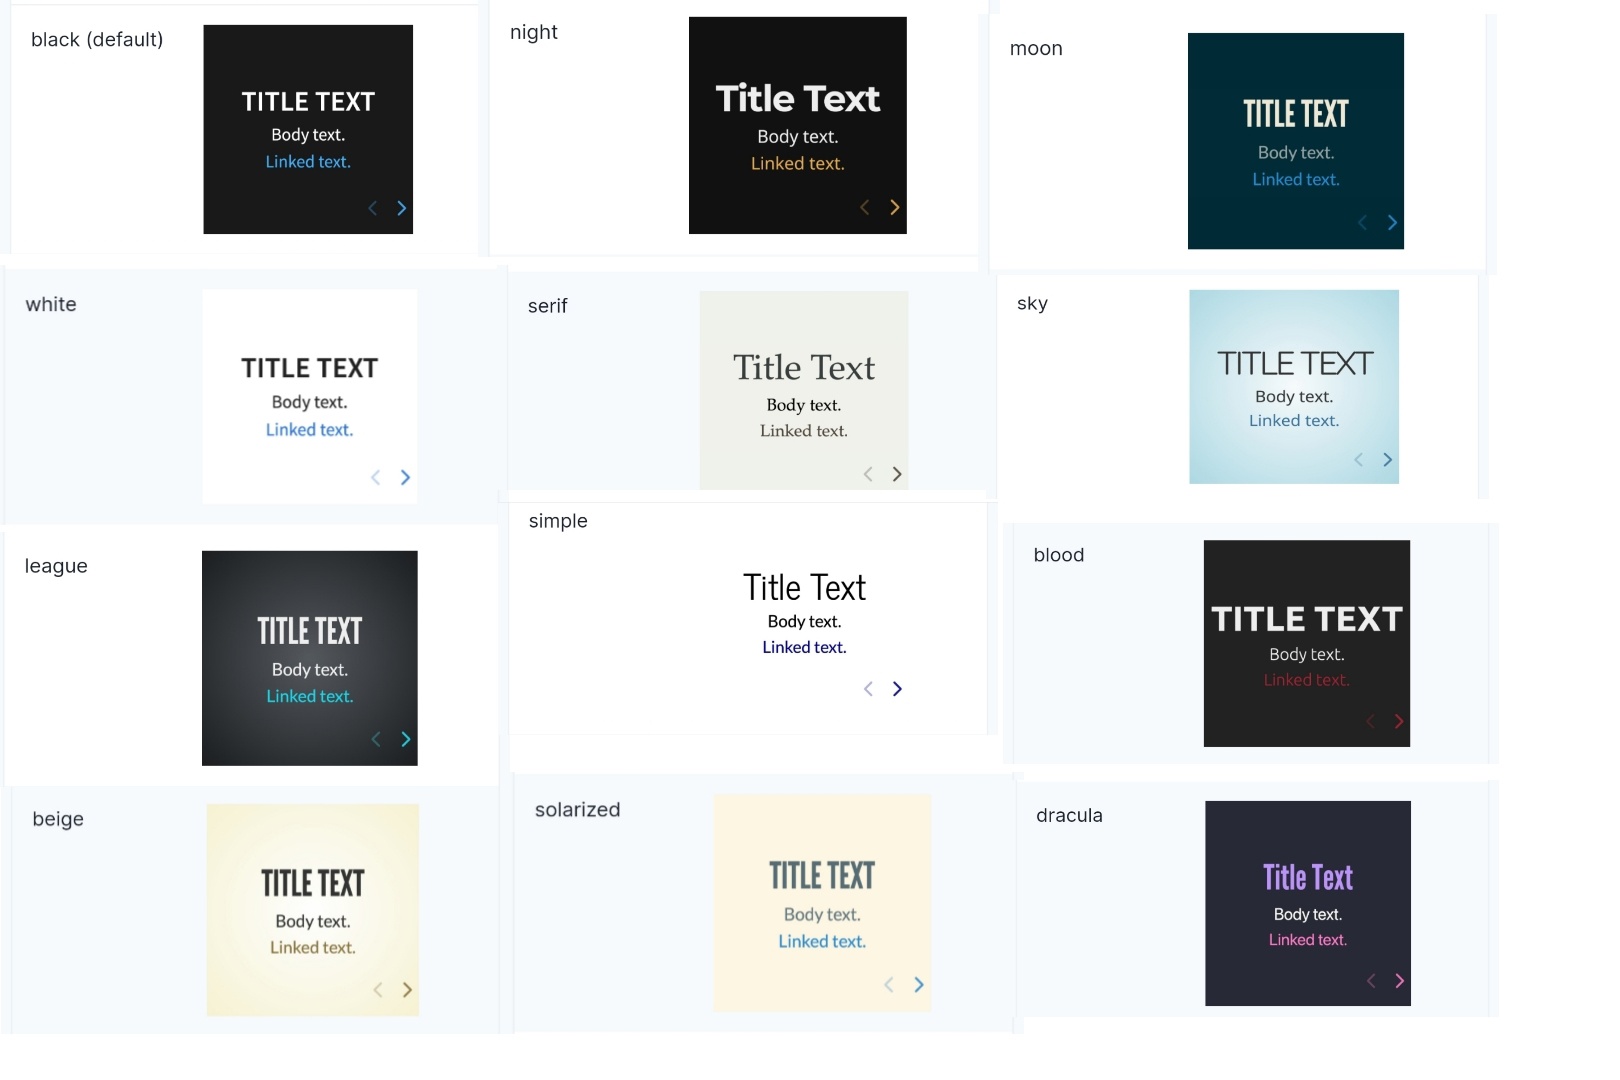 black (default)
TITLE TEXT
Body text.
Linked text.
night
Title Text
Body text.
Linked text.
moon
TITLE TEXT
Body text.
Linked text.
white
TITLE TEXT
Body text.
Linked text.
serif
Title Text
Body text.
Linked text.
sky
TITLE TEXT
Body text.
Linked text.
league
TITLE TEXT
Body text.
Linked text.
simple
Title Text
Body text.
Linked text.
blood
TITLE TEXT
Body text.
Linked text.
beige
TITLE TEXT
Body text.
Linked text.
solarized
TITLE TEXT
Body text.
Linked text.
dracula
Title Text
Body text.
Linked text.